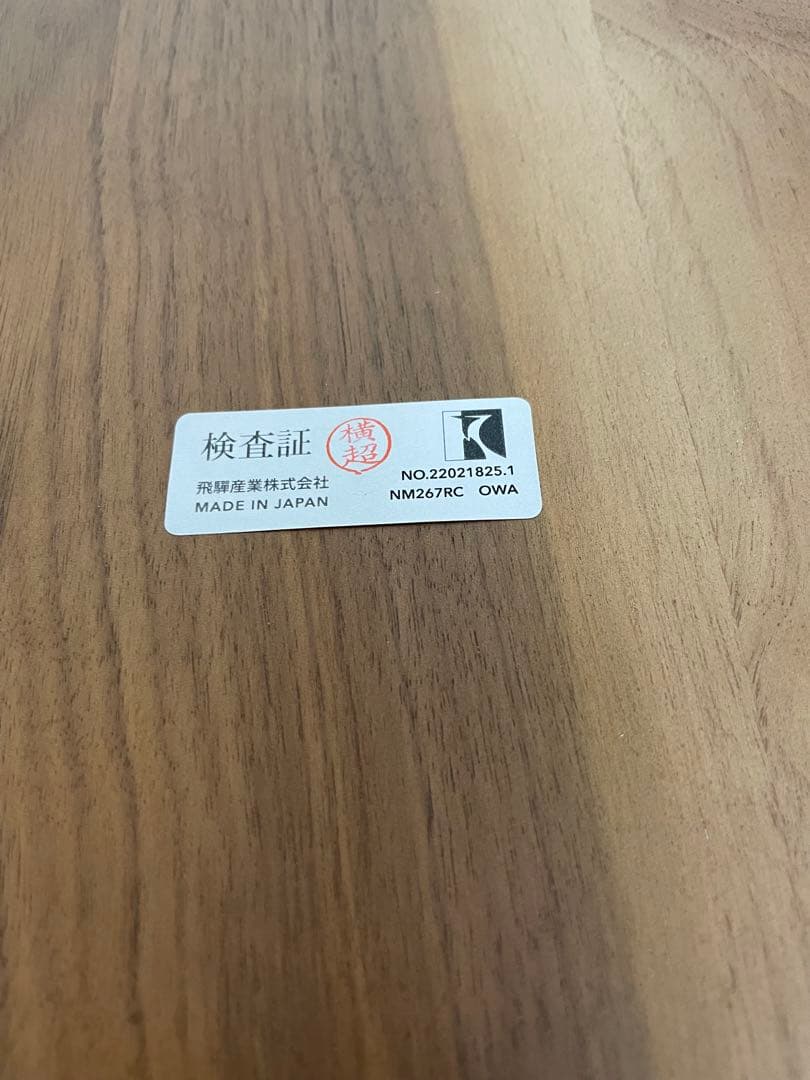 検査証
横
超
飛驒産業株式会社
MADE IN JAPAN
NO.22021825.1
NM267RC OWA